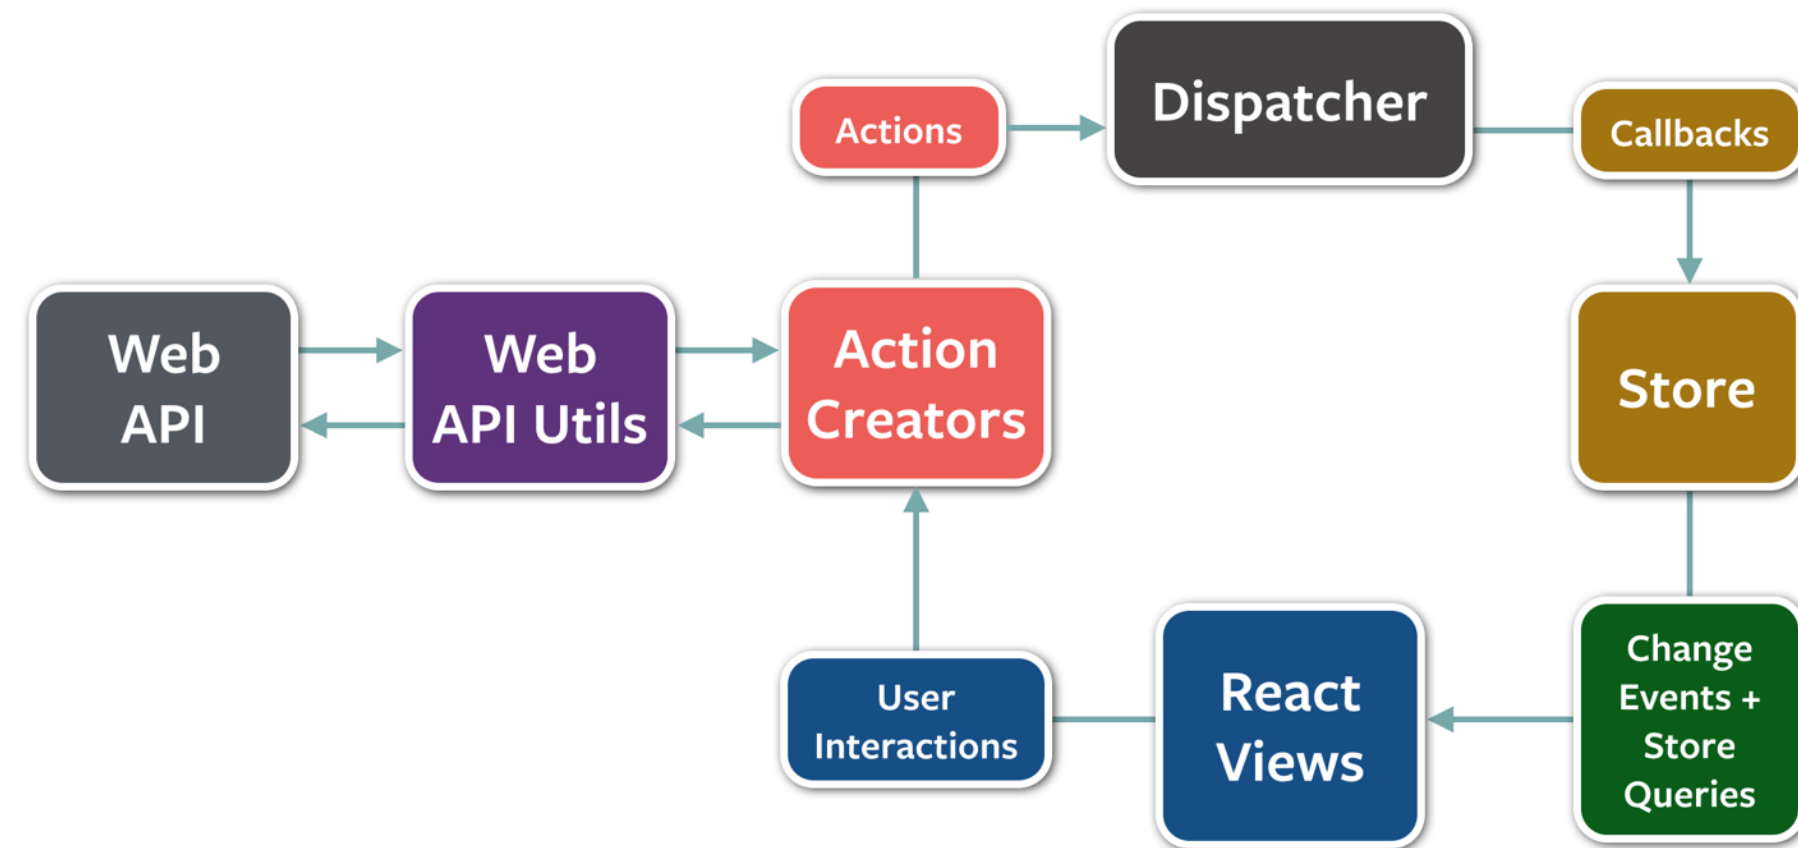 Dispatcher
Actions
Callbacks
Web
API
Web
API Utils
Action
Creators
Store
User
Interactions
React
Views
Change
Events +
Store
Queries